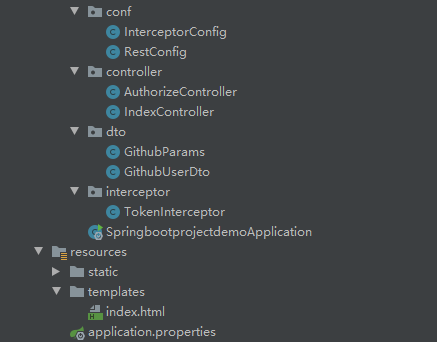 conf
InterceptorConfig
RestConfig
controller
AuthorizeController
IndexController
dto
GithubParams
GithubUserDto
interceptor
TokenInterceptor
SpringbootprojectdemoApplication
resources
static
templates
index.html
application.properties